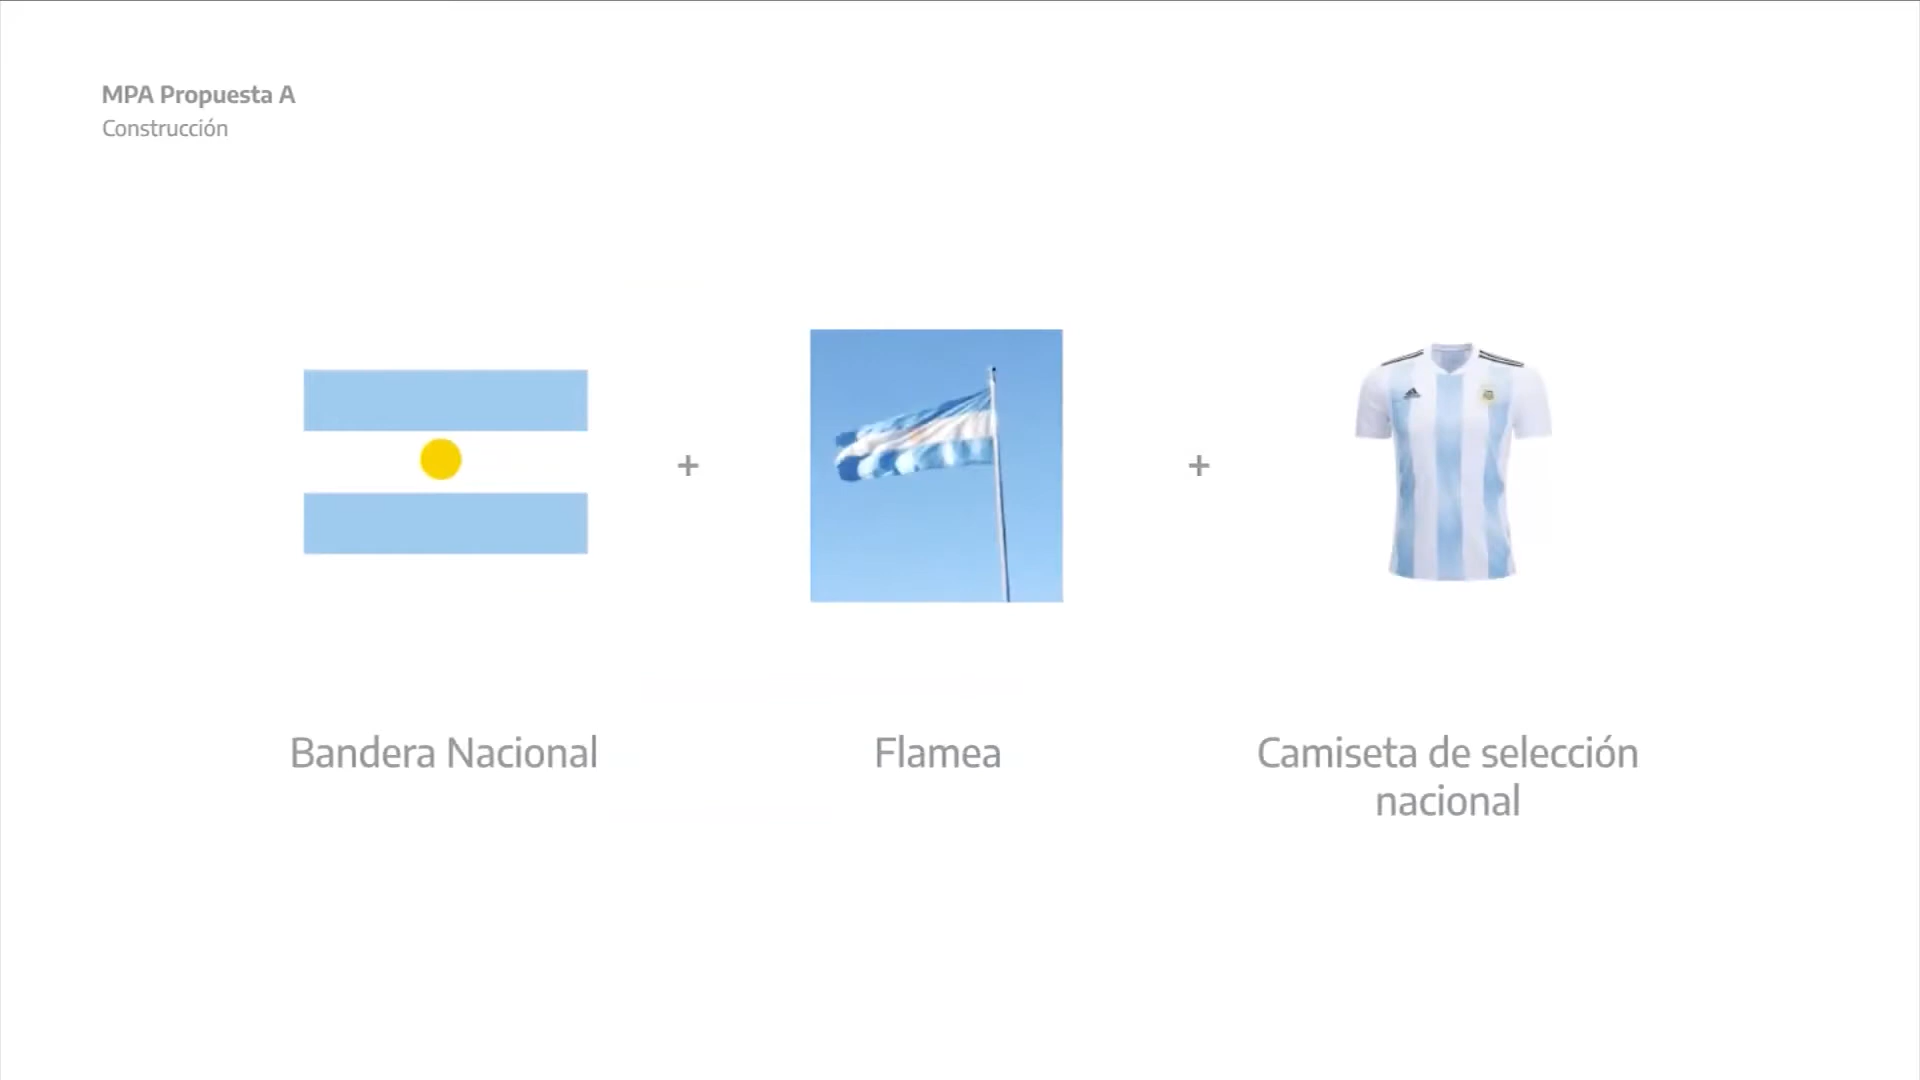 MPA Propuesta A
Construcción
+
+
Bandera Nacional
Flamea
Camiseta de selección
nacional